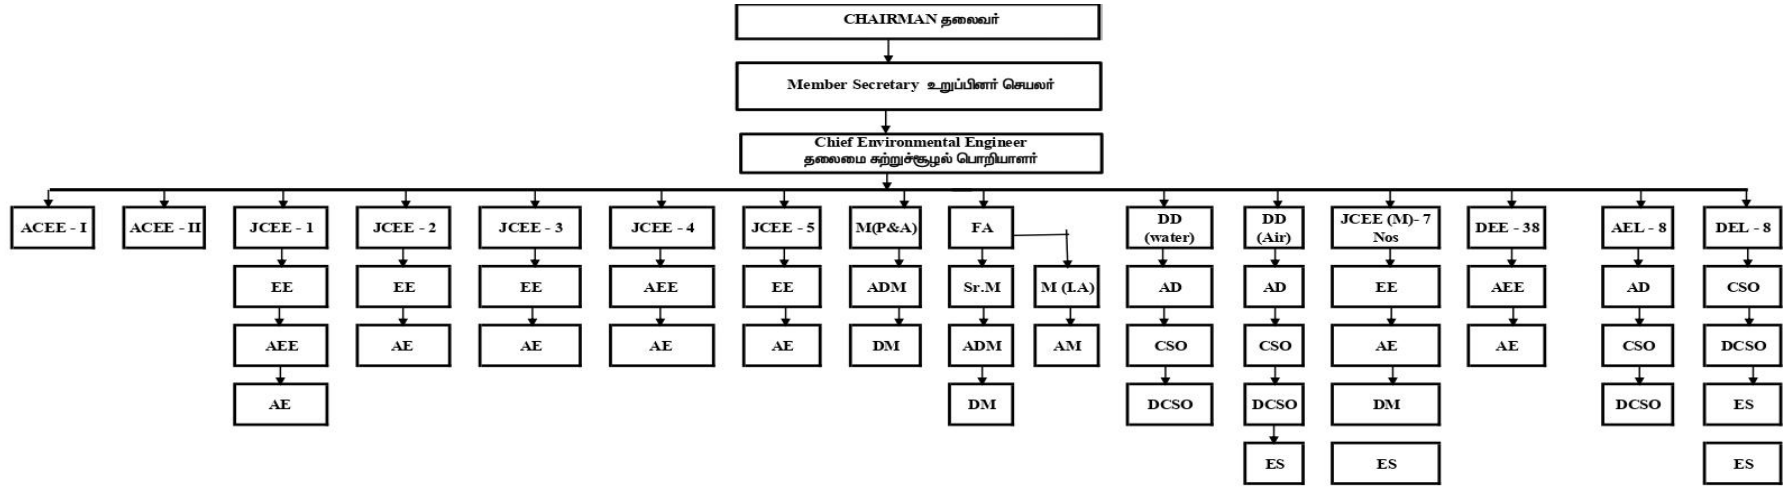 CHAIRMAN தலைவர்
Member Secretary உறுப்பினர் செயலர்
Chief Environmental Engineer
தலைமை சுற்றுச்சூழல் பொறியாளர்
ACEE - I
ACEE - II
JCEE - 1
JCEE - 2
JCEE - 3
JCEE - 4
JCEE - 5
M(P&A)
FA
DD
(water)
DD
(Air)
JCEE (M)- 7
Nos
DEE - 38
AEL - 8
DEL - 8
EE
EE
EE
AEE
EE
ADM
Sr.M
M (I.A)
AD
AD
EE
AEE
AD
CSO
AEE
AE
AE
AE
AE
DM
ADM
AM
CSO
CSO
AE
AE
CSO
DCSO
AE
DM
DCSO
DCSO
DM
DCSO
ES
ES
ES
ES